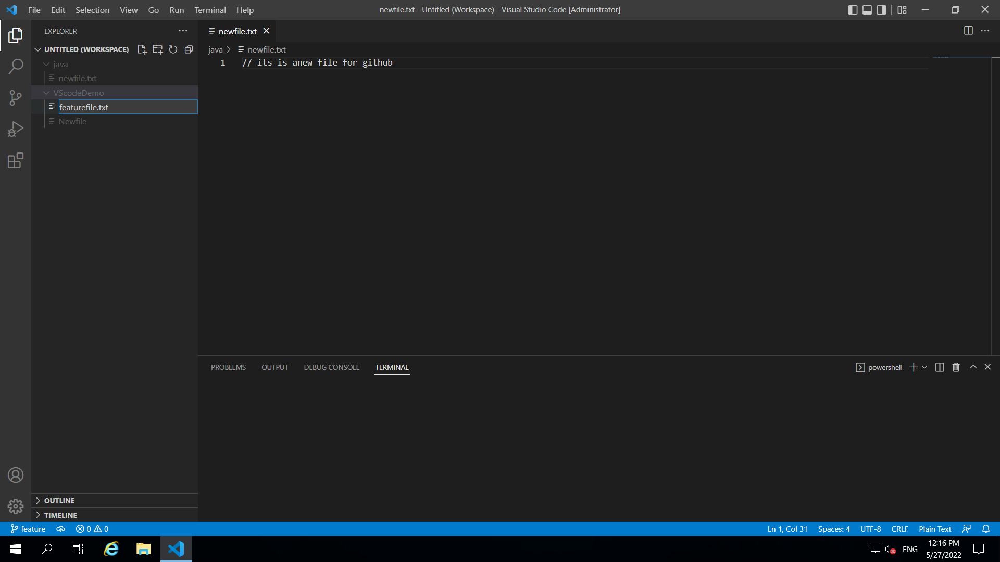 File Edit Selection View Go Run Terminal Help
newfile.txt - Untitled (Workspace) - Visual Studio Code [Administrator]
EXPLORER
newfile.txt
UNTITLED (WORKSPACE)
java
newfile.txt
VScodeDemo
featurefile.txt
Newfile
java > newfile.txt
1 // its is anew file for github
PROBLEMS OUTPUT DEBUG CONSOLE TERMINAL
powershell
OUTLINE
TIMELINE
feature 0 0
Ln 1, Col 31 Spaces: 4 UTF-8 CRLF Plain Text
ENG
12:16 PM
5/27/2022